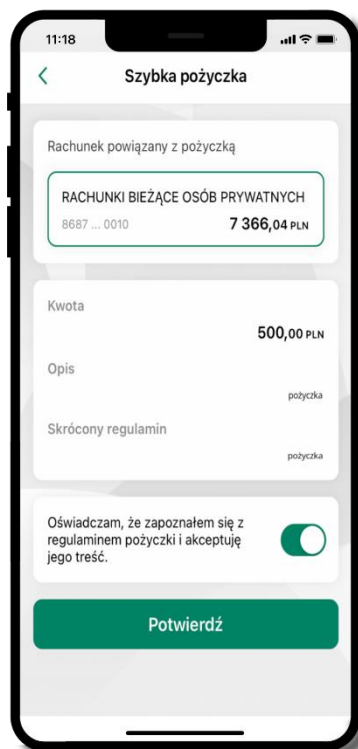 11:18
Szybka pożyczka
Rachunek powiązany z pożyczką
RACHUNKI BIEŻĄCE OSÓB PRYWATNYCH
8687 ... 0010 7 366,04 PLN
Kwota
500,00 PLN
Opis
pożyczka
Skrócony regulamin
pożyczka
Oświadczam, że zapoznałem się z
regulaminem pożyczki i akceptuję
jego treść.
Potwierdź